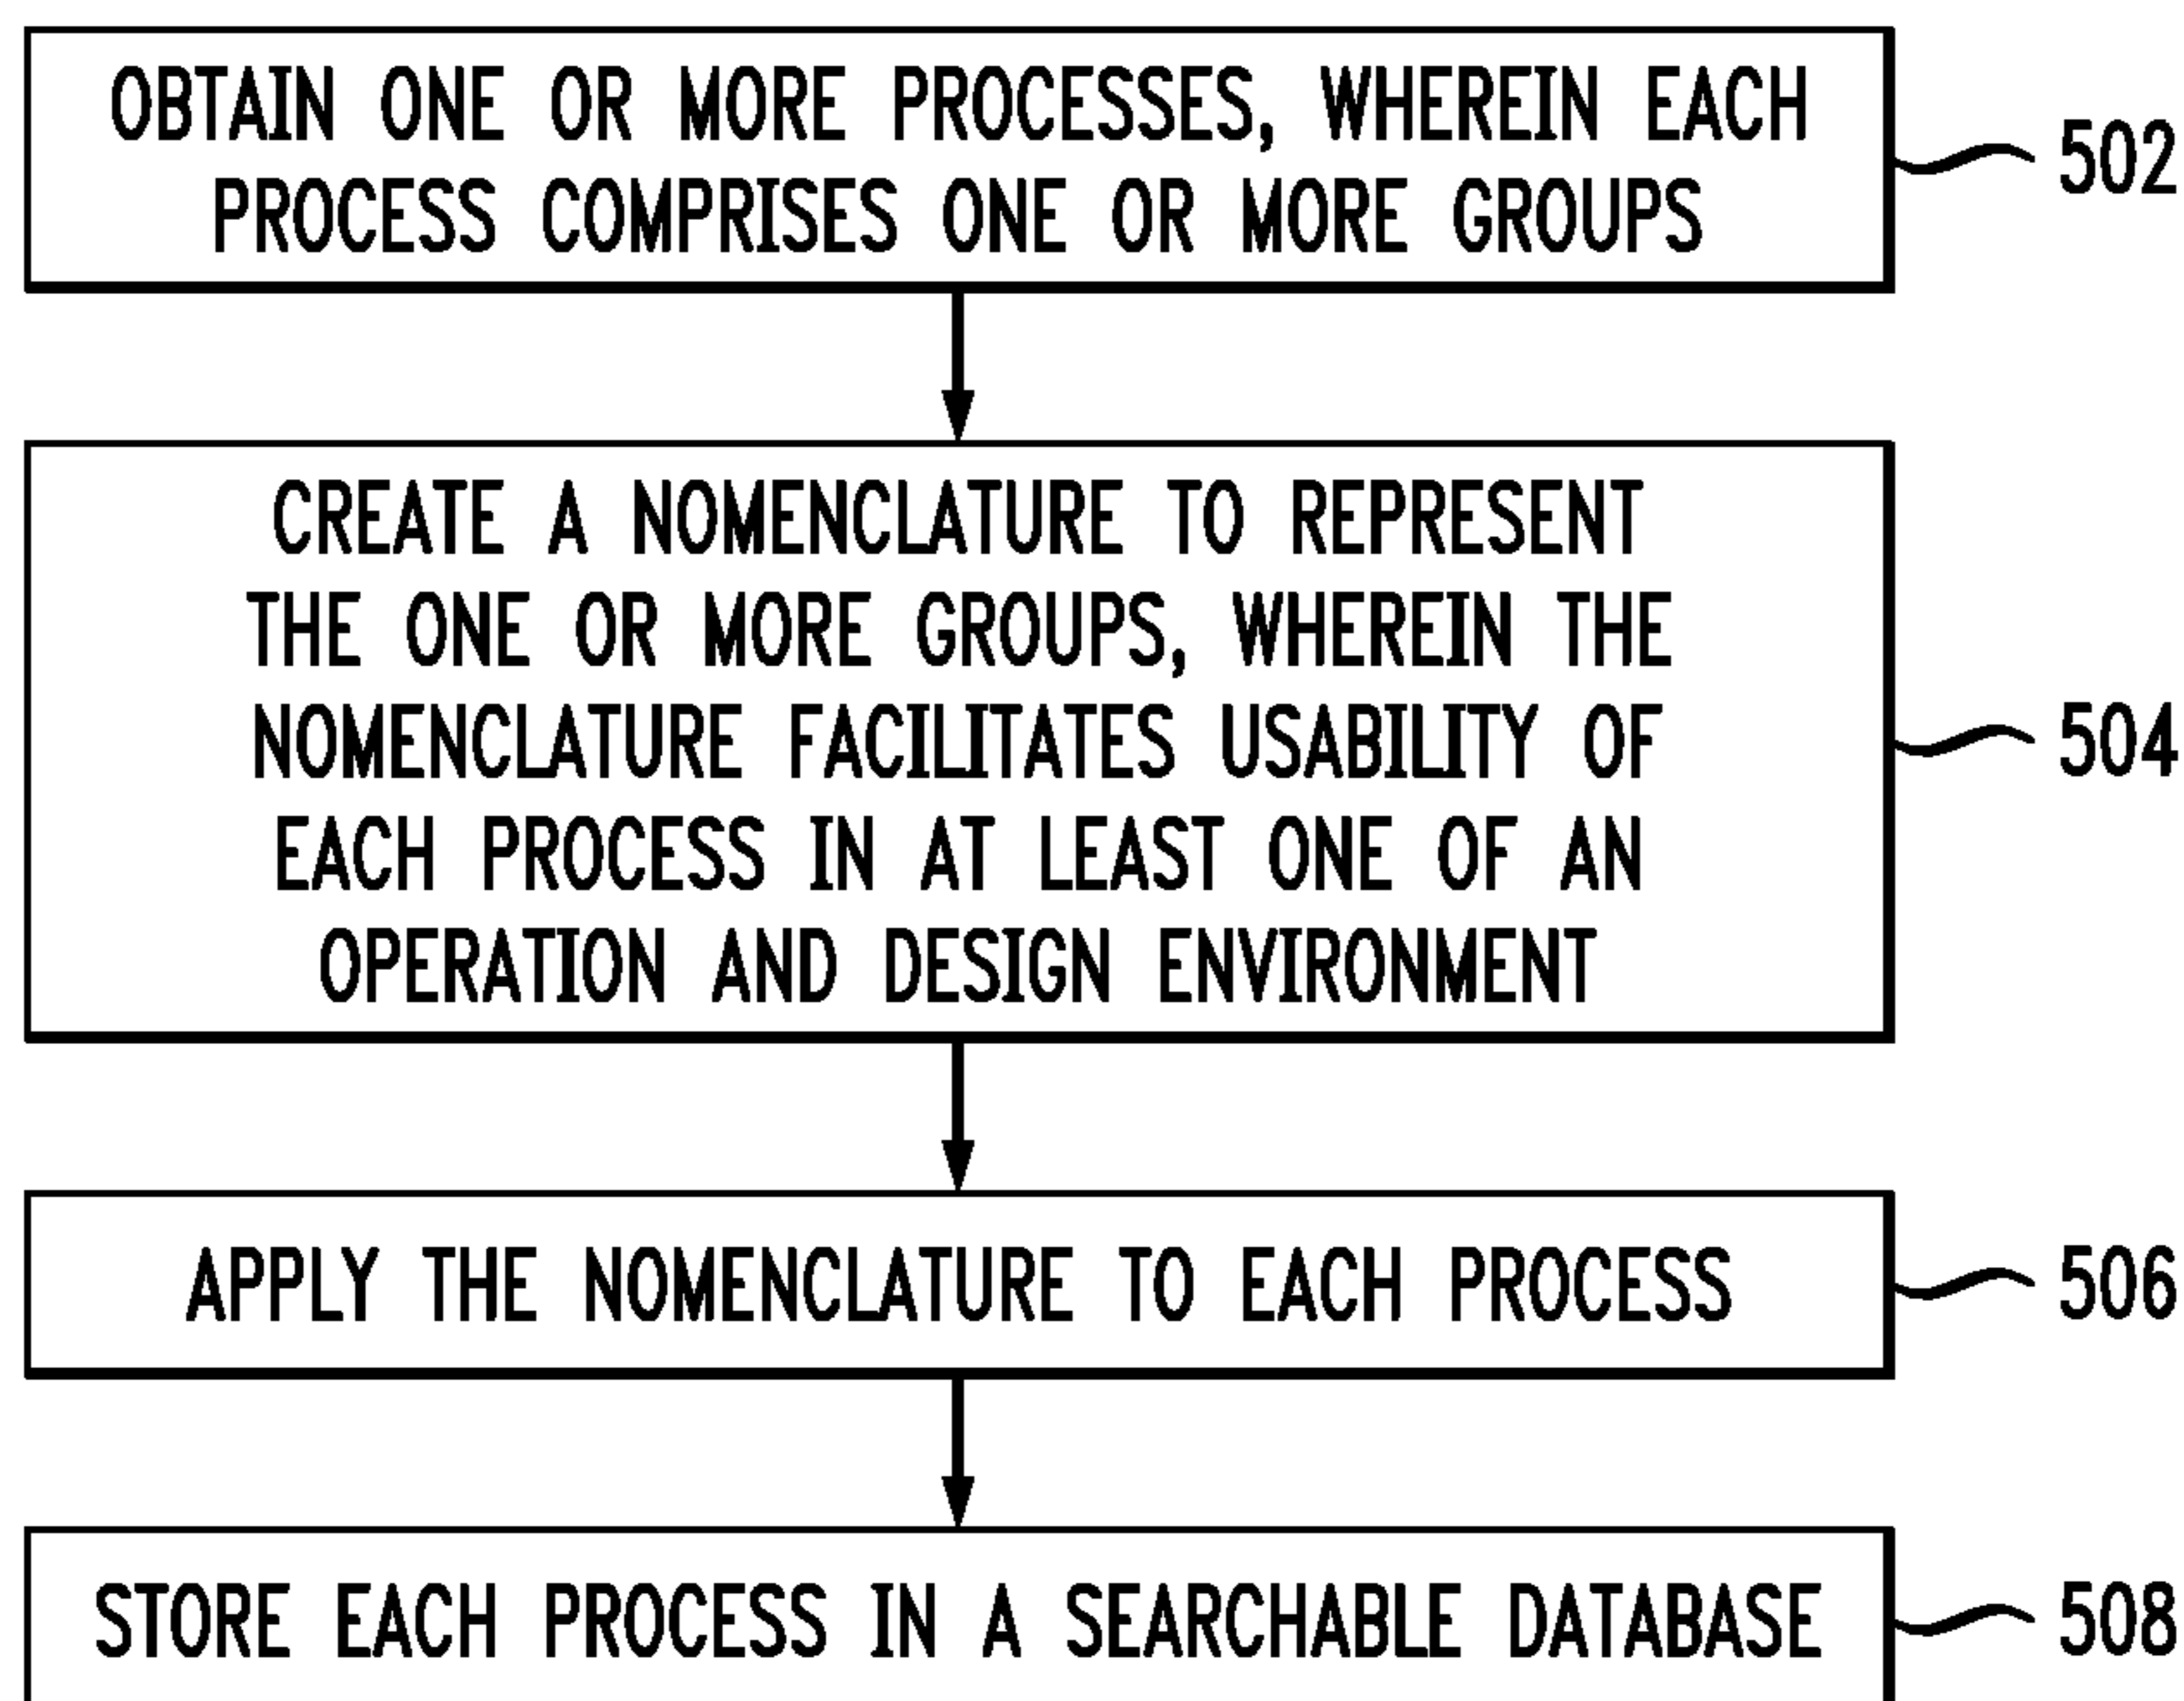 OBTAIN ONE OR MORE PROCESSES, WHEREIN EACH
PROCESS COMPRISES ONE OR MORE GROUPS
502
CREATE A NOMENCLATURE TO REPRESENT
THE ONE OR MORE GROUPS, WHEREIN THE
NOMENCLATURE FACILITATES USABILITY OF
EACH PROCESS IN AT LEAST ONE OF AN
OPERATION AND DESIGN ENVIRONMENT
504
APPLY THE NOMENCLATURE TO EACH PROCESS
506
STORE EACH PROCESS IN A SEARCHABLE DATABASE
508